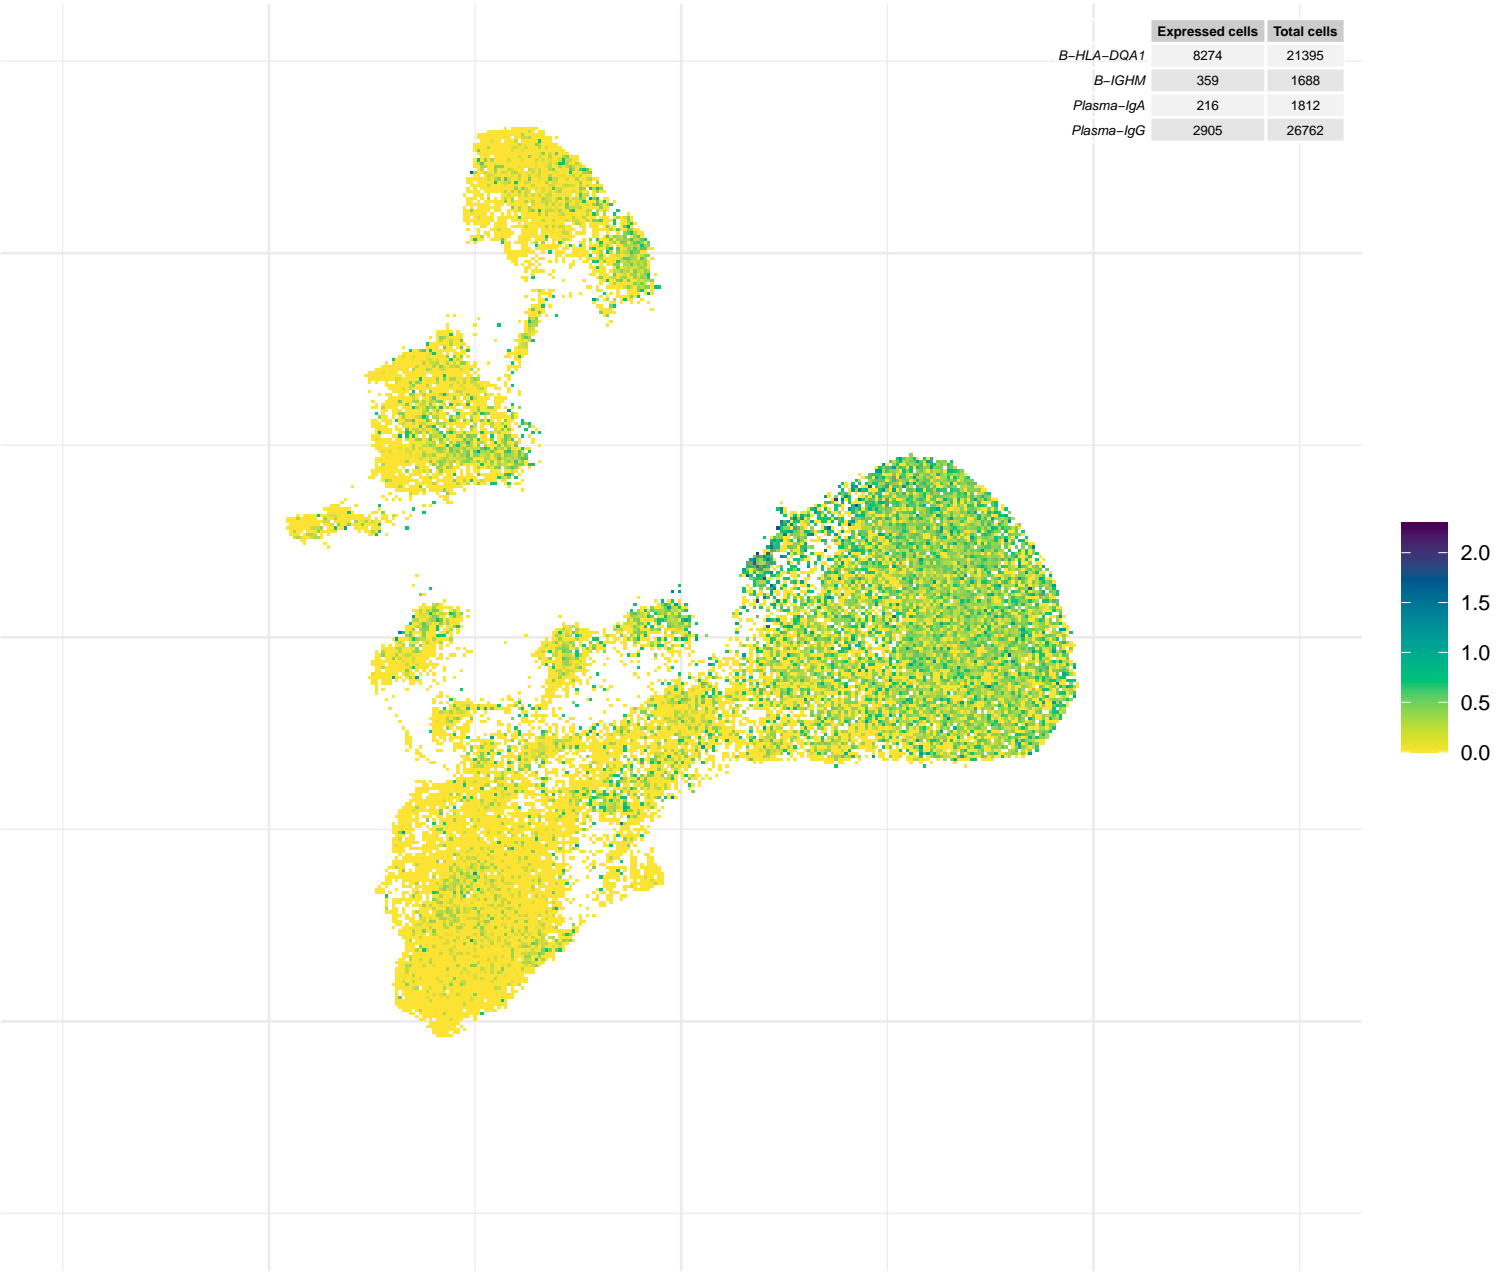 Expressed cells Total cells
B−HLA−DQA1 8274 21395
B−IGHM 359 1688
Plasma−IgA 216 1812
Plasma−IgG 2905 26762
2.0
1.5
1.0
0.5
0.0